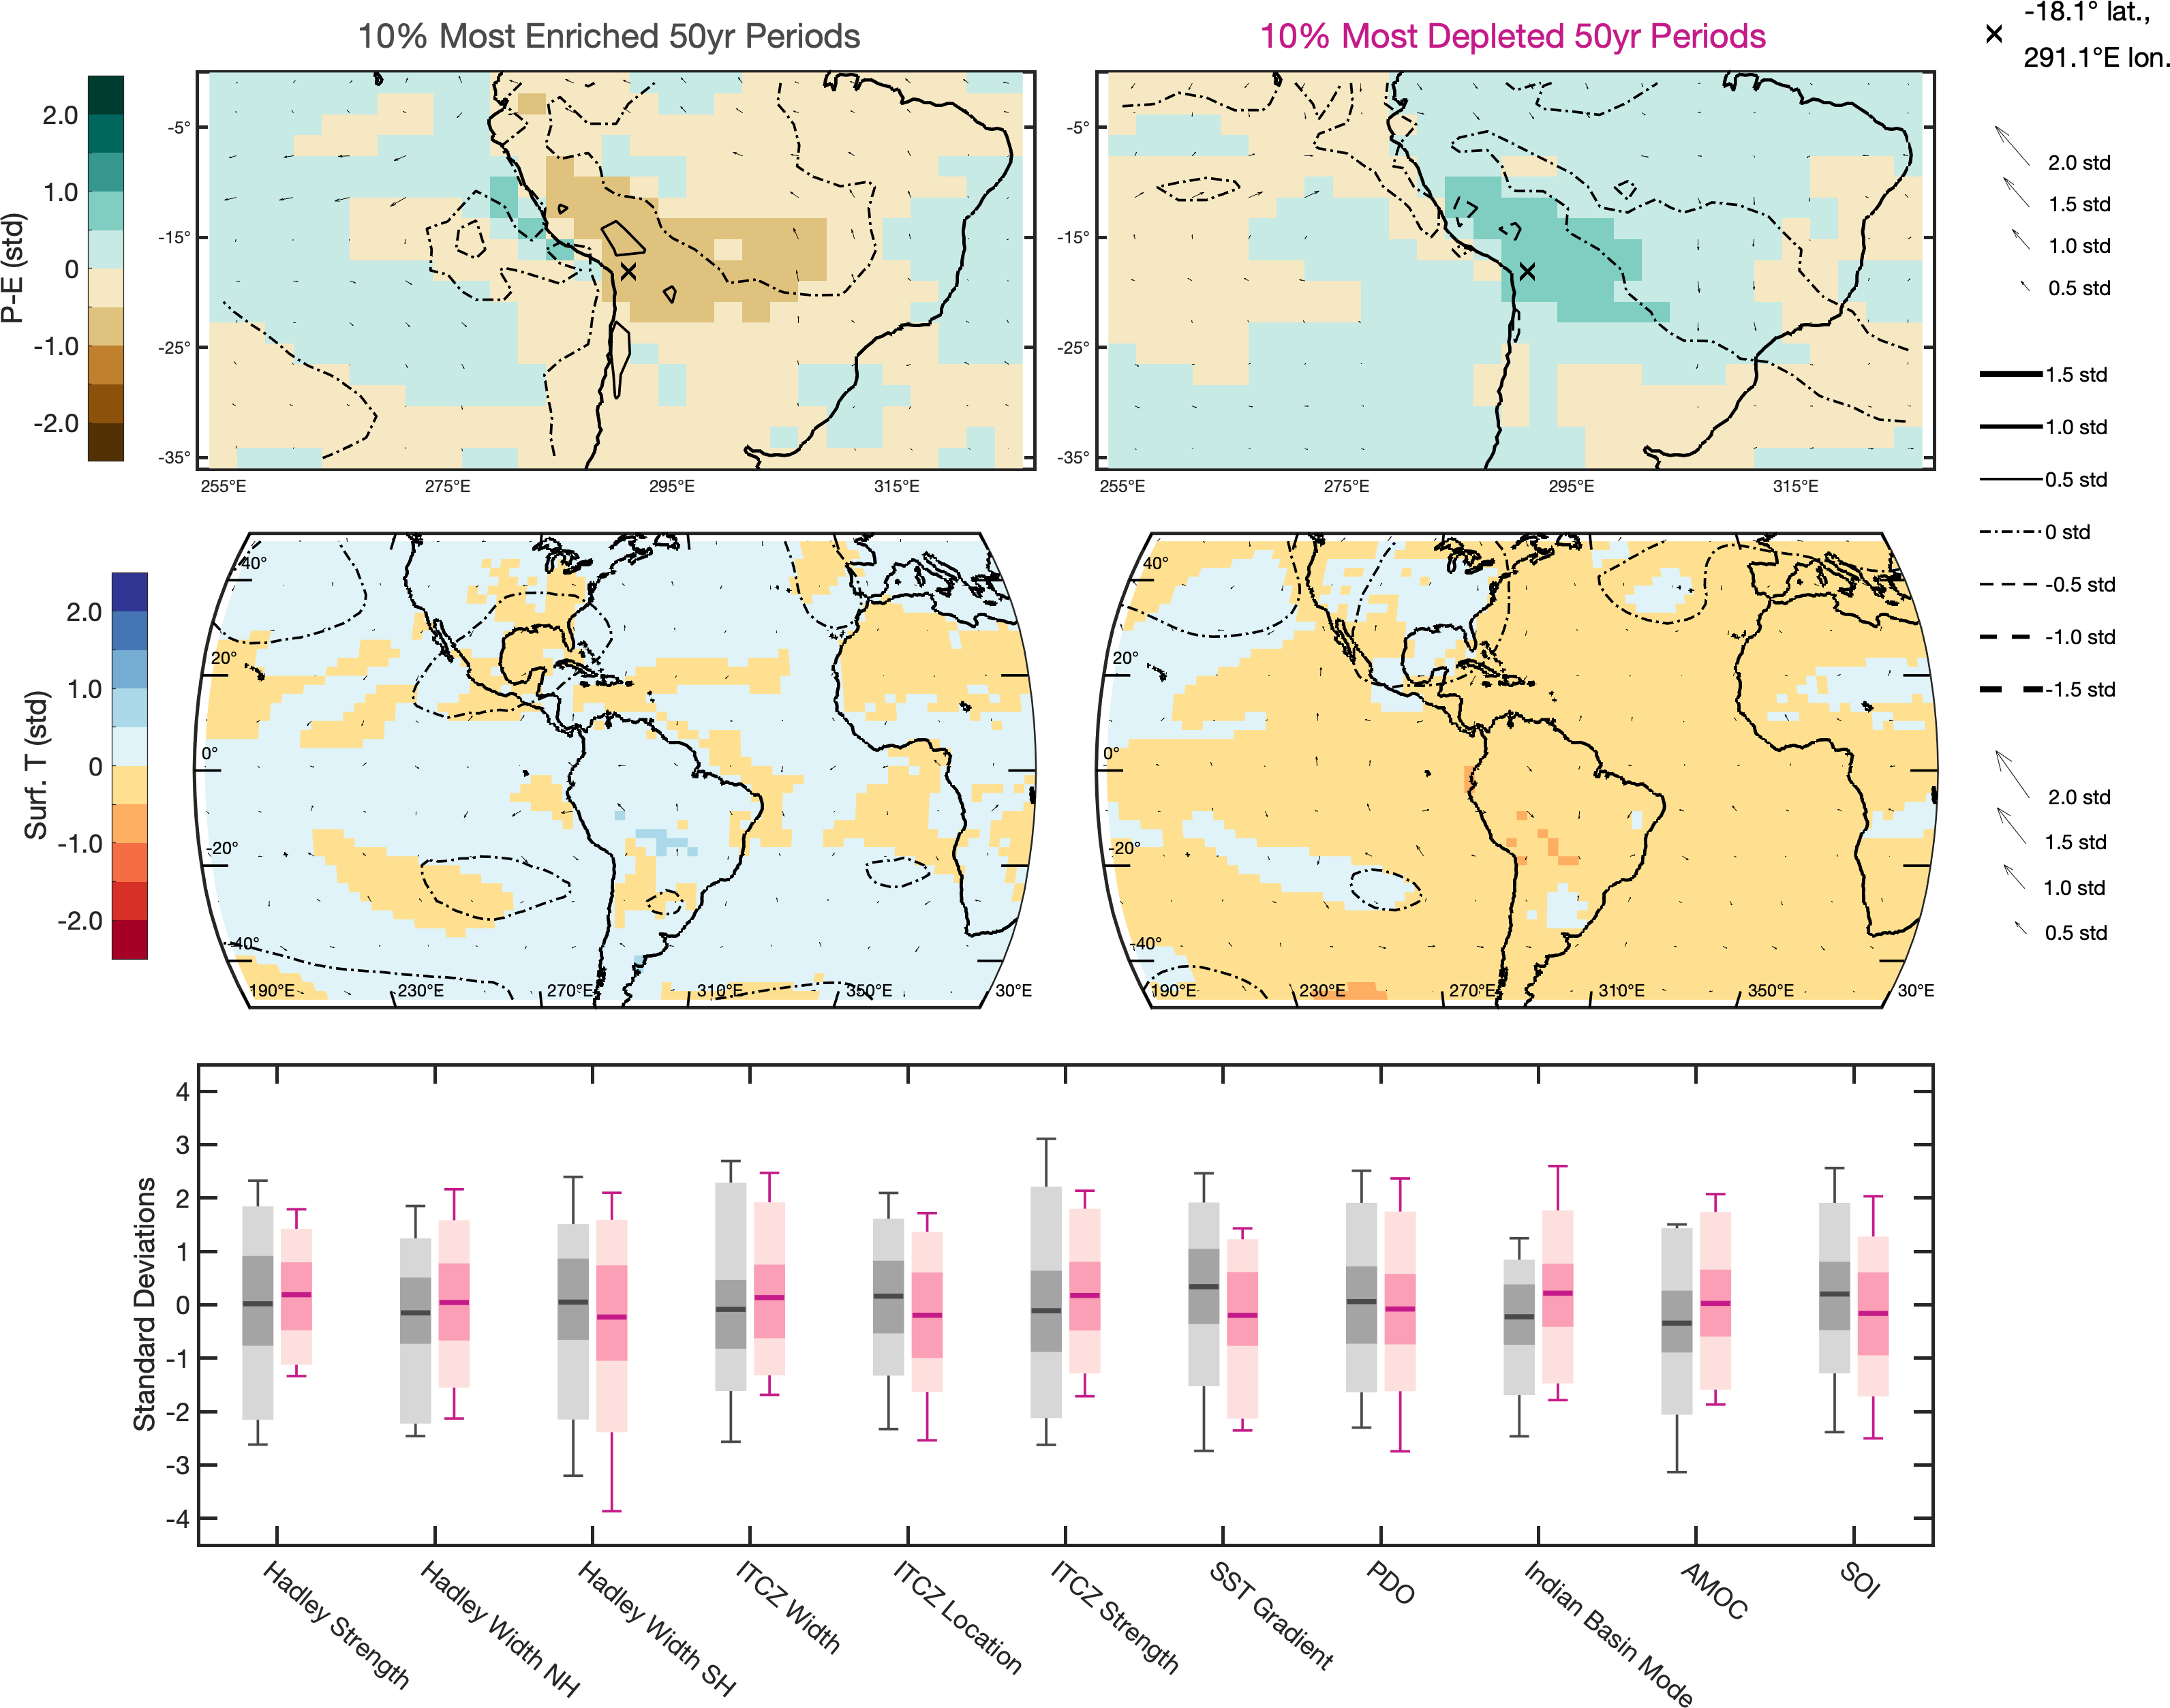 10% Most Enriched 50yr Periods
10% Most Depleted 50yr Periods
-18.1° lat.,
291.1°E lon.
P-E (std)
2.0
1.0
0
-1.0
-2.0
-5°
-15°
-25°
-35°
255°E
275°E
295°E
315°E
-5°
-15°
-25°
-35°
255°E
275°E
295°E
315°E
2.0 std
1.5 std
1.0 std
0.5 std
1.5 std
1.0 std
0.5 std
0 std
-0.5 std
-1.0 std
-1.5 std
Surf. T (std)
2.0
1.0
0
-1.0
-2.0
40°
20°
0°
-20°
-40°
190°E
230°E
270°E
310°E
350°E
30°E
40°
20°
0°
-20°
-40°
190°E
230°E
270°E
310°E
350°E
30°E
2.0 std
1.5 std
1.0 std
0.5 std
Standard Deviations
4
3
2
1
0
-1
-2
-3
-4
Hadley Strength
Hadley Width NH
Hadley Width SH
ITCZ Width
ITCZ Location
ITCZ Strength
SST Gradient
PDO
Indian Basin Mode
AMOC
SOI